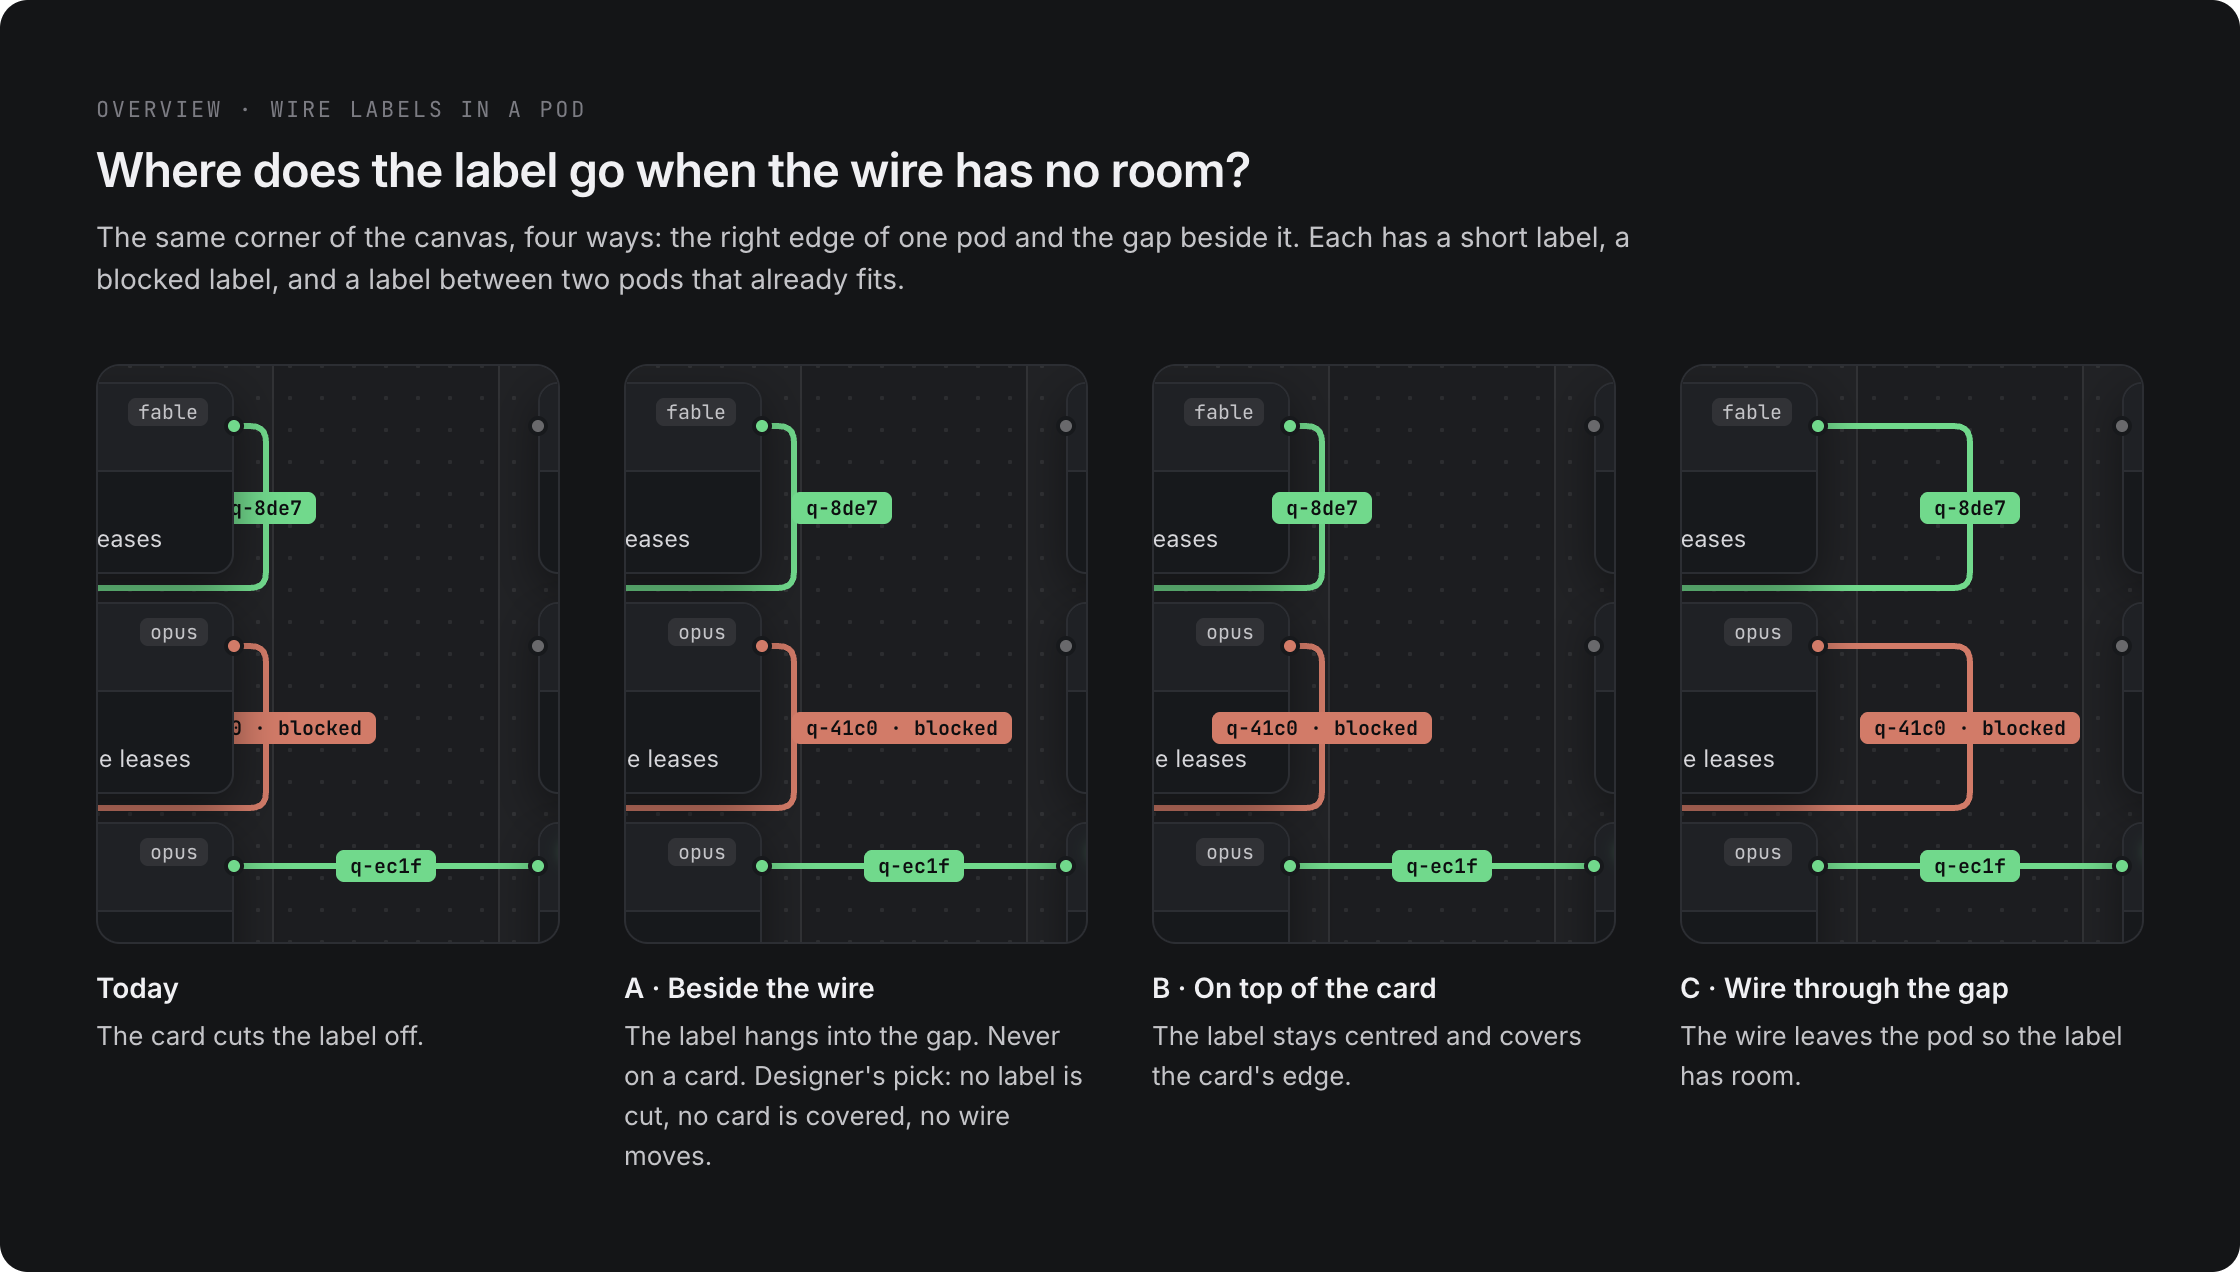 OVERVIEW · WIRE LABELS IN A POD
Where does the label go when the wire has no room?
The same corner of the canvas, four ways: the right edge of one pod and the gap beside it. Each has a short label, a
blocked label, and a label between two pods that already fits.
fable
q-8de7
eases
opus
0 · blocked
e leases
opus
q-ec1f
Today
The card cuts the label off.
fable
q-8de7
eases
opus
q-41c0 · blocked
e leases
opus
q-ec1f
A · Beside the wire
The label hangs into the gap. Never
on a card. Designer's pick: no label is
cut, no card is covered, no wire
moves.
fable
q-8de7
eases
opus
q-41c0 · blocked
e leases
opus
q-ec1f
B · On top of the card
The label stays centred and covers
the card's edge.
fable
q-8de7
eases
opus
q-41c0 · blocked
e leases
opus
q-ec1f
C · Wire through the gap
The wire leaves the pod so the label
has room.